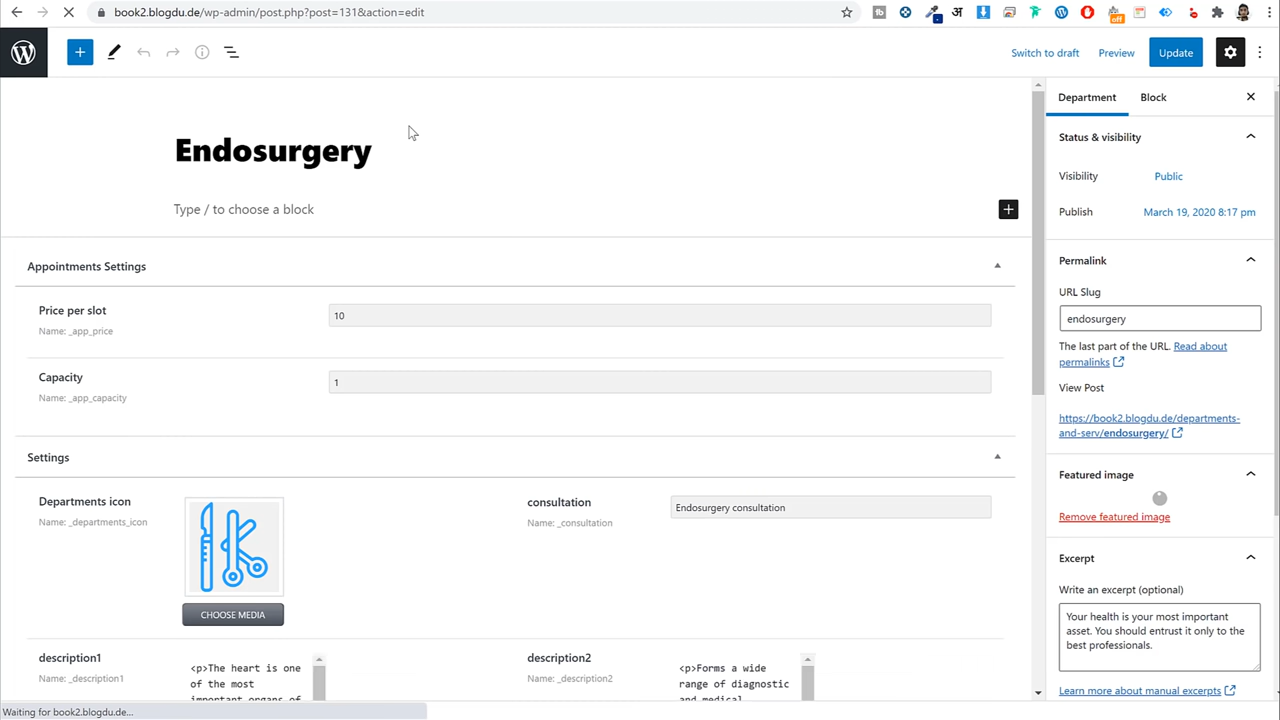 book2.blogdu.de/wp-admin/post.php?post=131&action=edit
अ
off
Switch to draft
Preview
Update
Endosurgery
Type / to choose a block
Appointments Settings
Price per slot
Name: _app_price
10
Capacity
Name: _app_capacity
1
Settings
Departments icon
Name: _departments_icon
CHOOSE MEDIA
consultation
Name: _consultation
Endosurgery consultation
description1
Name: _description1
<p>The heart is one
of the most
important organs of
description2
Name: _description2
<p>Forms a wide
range of diagnostic
and medical
Department
Block
Status & visibility
Visibility
Public
Publish
March 19, 2020 8:17 pm
Permalink
URL Slug
endosurgery
The last part of the URL. Read about
permalinks
View Post
https://book2.blogdu.de/departments-
and-serv/endosurgery/
Featured image
Remove featured image
Excerpt
Write an excerpt (optional)
Your health is your most important
asset. You should entrust it only to the
best professionals.
Learn more about manual excerpts
Waiting for book2.blogdu.de...